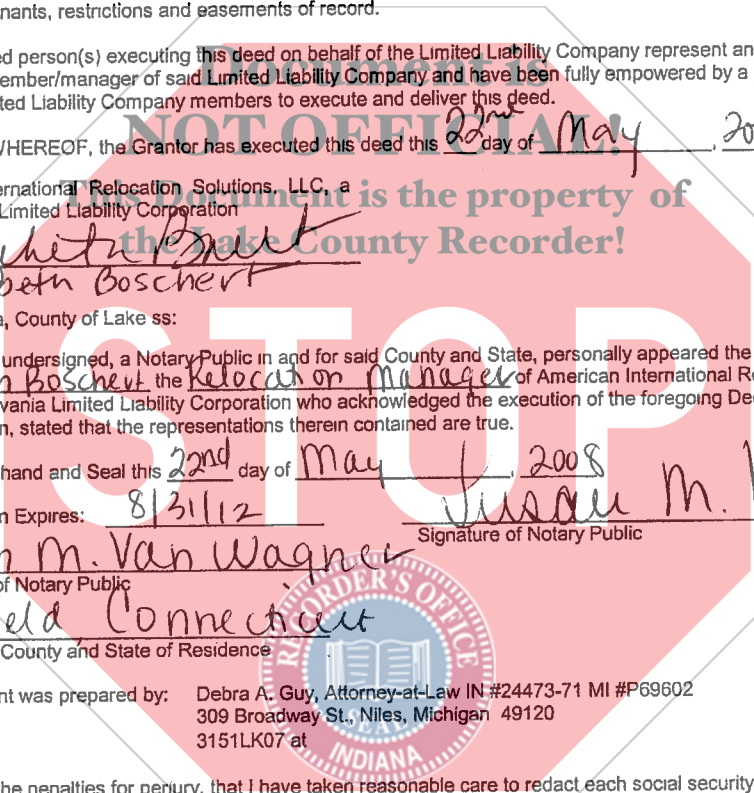 nants, restrictions and easements of record.
ed person(s) executing this deed on behalf of the Limited Liability Company represent an
ember/manager of said Limited Liability Company and have been fully empowered by a
ted Liability Company members to execute and deliver this deed.
Document is
NOT OFFICIAL!
WHEREOF, the Grantor has executed this deed this 22nd day of May, 20
This Document is the property of
the Lake County Recorder!
ernational Relocation Solutions, LLC, a
Limited Liability Corporation
beth Boschert
a, County of Lake ss:
STOP
undersigned, a Notary Public in and for said County and State, personally appeared the
n Boschert the Relocation Manager of American International Re
vania Limited Liability Corporation who acknowledged the execution of the foregoing De
n, stated that the representations therein contained are true.
hand and Seal this 22nd day of May, 2008
n Expires: 8/31/12
Susan M.
Signature of Notary Public
n M. Van Wagner
of Notary Public
eld Connecticut
County and State of Residence
RECORDER'S OFFICE
SEAL
INDIANA
nt was prepared by: Debra A. Guy, Attorney-at-Law IN #24473-71 MI #P69602
309 Broadway St., Niles, Michigan 49120
3151LK07 at
he penalties for perjury, that I have taken reasonable care to redact each social security